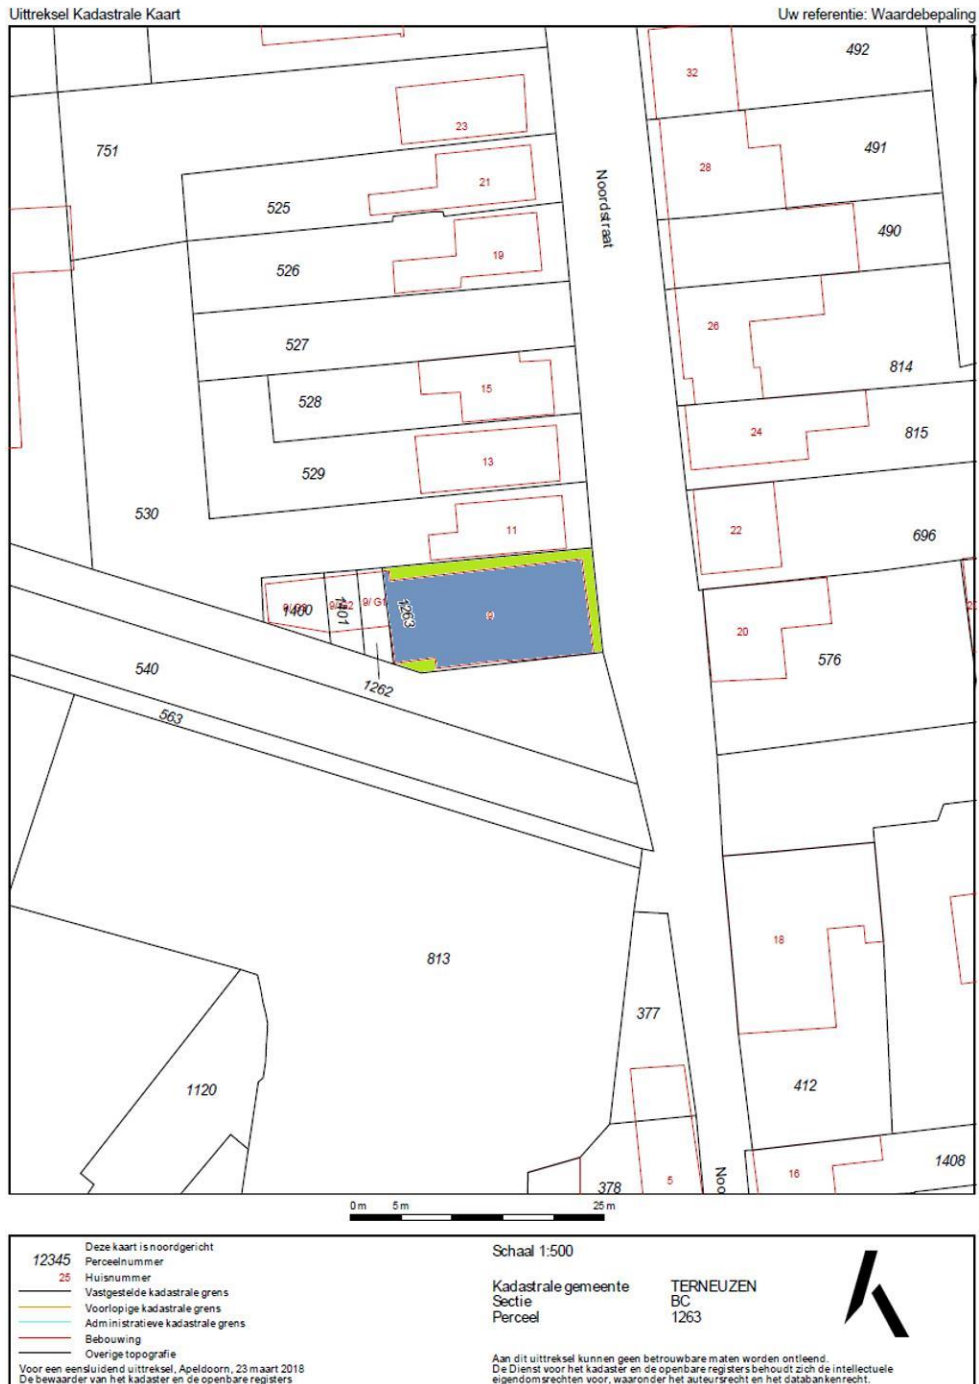 Uittreksel Kadastrale Kaart
Uw referentie: Waardebepaling
492
32
23
751
491
28
21
525
Noordstraat
490
19
526
26
527
814
15
528
24
815
13
529
530
22
696
11
1400
1401
9/ G1
1263
9
20
576
540
1262
563
18
813
377
1120
412
1408
16
5
378
Noo
0 m 5 m 25 m
Deze kaart is noordgericht
12345 Perceelnummer
25 Huisnummer
Vastgestelde kadastrale grens
Voorlopige kadastrale grens
Administratieve kadastrale grens
Bebouwing
Overige topografie
Voor een eensluidend uittreksel, Apeldoorn, 23 maart 2018
De bewaarder van het kadaster en de openbare registers
Schaal 1:500
Kadastrale gemeente TERNEUZEN
Sectie BC
Perceel 1263
Aan dit uittreksel kunnen geen betrouwbare maten worden ontleend.
De Dienst voor het kadaster en de openbare registers behoudt zich de intellectuele
eigendomsrechten voor, waaronder het auteursrecht en het databankenrecht.